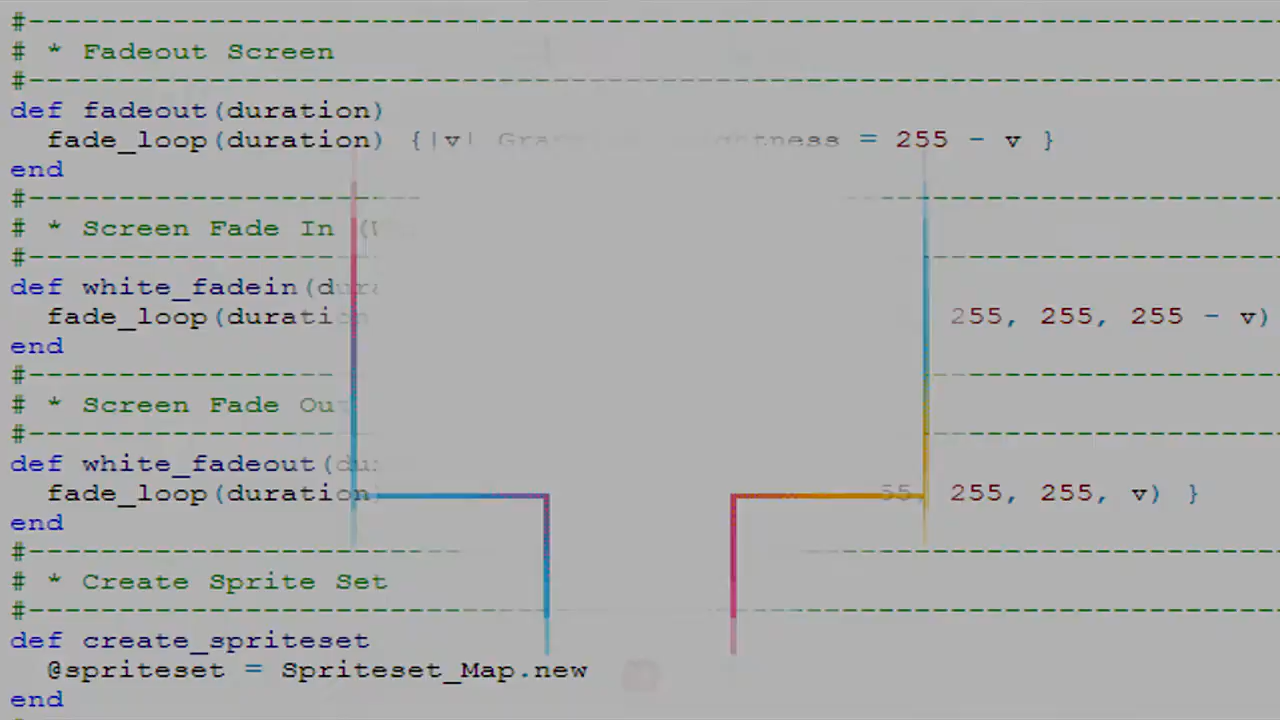 #----------------------------------------------------------------------
# * Fadeout Screen
#----------------------------------------------------------------------
def fadeout(duration)
  fade_loop(duration) {|v| = 255 - v }
end
#----------------------
# * Screen Fade In
#-------------------
def white_fadein(
  fade_loop( 255, 255, 255 - v)
end
#-----------------
# * Screen Fade
#-------------------
def white_fadeout(
  fade_loop(duration 255, 255, v) }
end
#------------------------
# * Create Sprite Set
#----------------------------------------------------------------------
def create_spriteset
  @spriteset = Spriteset_Map.new
end